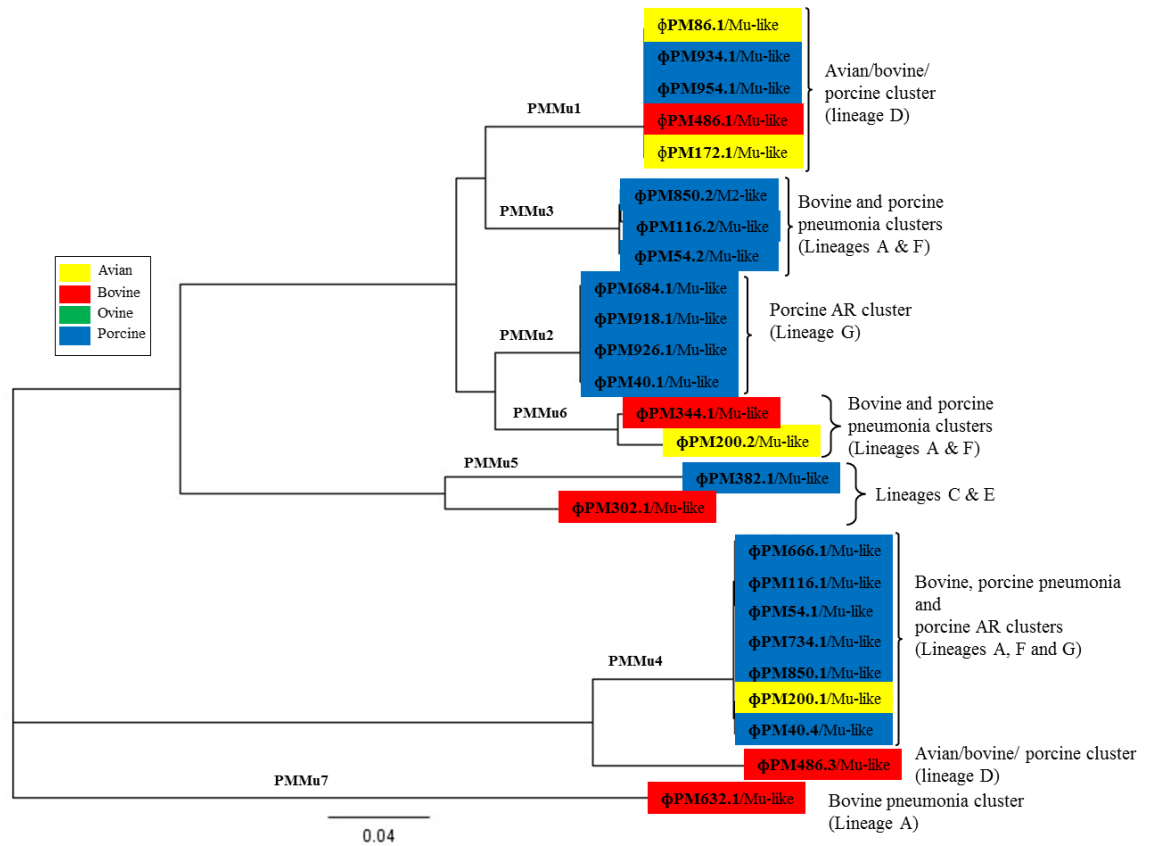 ϕPM86.1/Mu-like
ϕPM934.1/Mu-like
ϕPM954.1/Mu-like
ϕPM486.1/Mu-like
ϕPM172.1/Mu-like
PMMu1
Avian/bovine/
porcine cluster
(lineage D)
ϕPM850.2/M2-like
ϕPM116.2/Mu-like
ϕPM54.2/Mu-like
PMMu3
Bovine and porcine
pneumonia clusters
(Lineages A & F)
Avian
Bovine
Ovine
Porcine
ϕPM684.1/Mu-like
ϕPM918.1/Mu-like
ϕPM926.1/Mu-like
ϕPM40.1/Mu-like
PMMu2
Porcine AR cluster
(Lineage G)
PMMu6
ϕPM344.1/Mu-like
ϕPM200.2/Mu-like
Bovine and porcine
pneumonia clusters
(Lineages A & F)
PMMu5
ϕPM382.1/Mu-like
ϕPM302.1/Mu-like
Lineages C & E
ϕPM666.1/Mu-like
ϕPM116.1/Mu-like
ϕPM54.1/Mu-like
ϕPM734.1/Mu-like
ϕPM850.1/Mu-like
ϕPM200.1/Mu-like
ϕPM40.4/Mu-like
PMMu4
Bovine, porcine pneumonia
and
porcine AR clusters
(Lineages A, F and G)
ϕPM486.3/Mu-like
Avian/bovine/ porcine cluster
(lineage D)
PMMu7
ϕPM632.1/Mu-like
Bovine pneumonia cluster
(Lineage A)
0.04